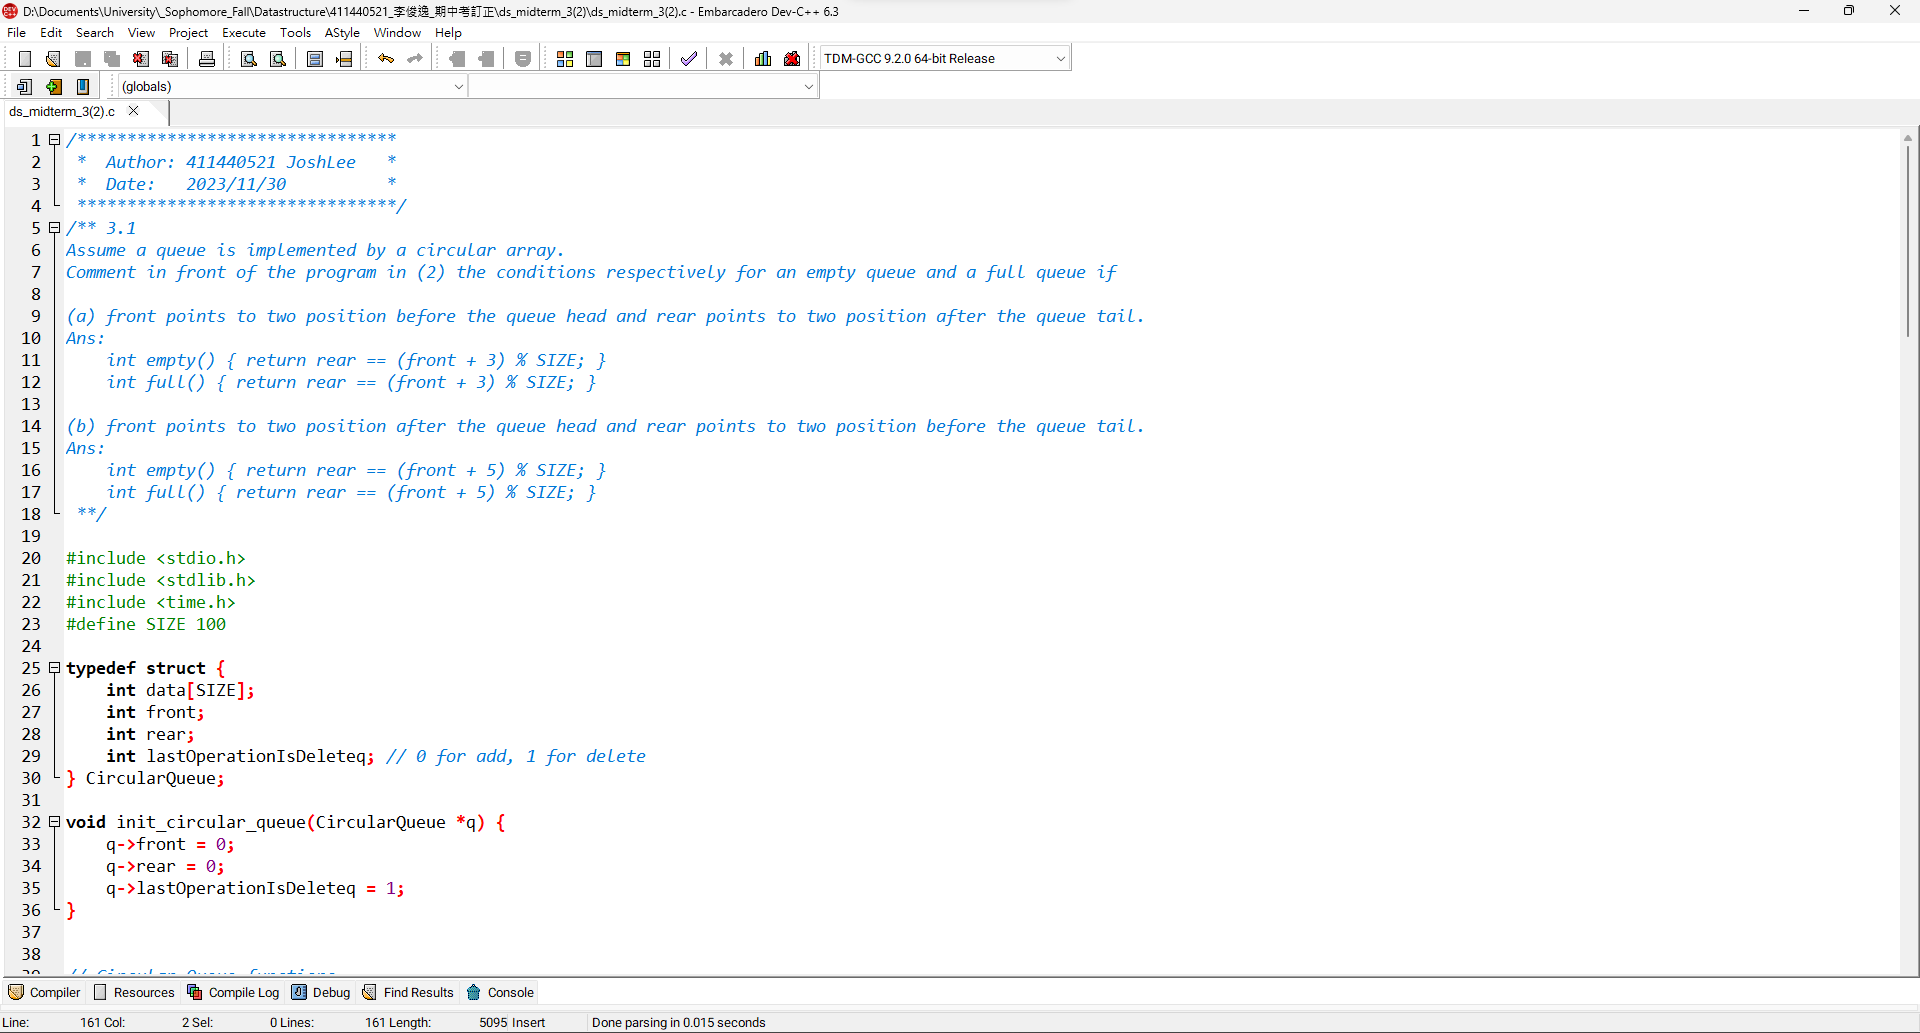 D:\Documents\University\_Sophomore_Fall\Datastructure\411440521_李俊逸_期中考訂正\ds_midterm_3(2)\ds_midterm_3(2).c - Embarcadero Dev-C++ 6.3
File Edit Search View Project Execute Tools AStyle Window Help
TDM-GCC 9.2.0 64-bit Release
(globals)
ds_midterm_3(2).c
1 /********************************
2 * Author: 411440521 JoshLee *
3 * Date: 2023/11/30 *
4 ********************************/
5 /** 3.1
6 Assume a queue is implemented by a circular array.
7 Comment in front of the program in (2) the conditions respectively for an empty queue and a full queue if
8
9 (a) front points to two position before the queue head and rear points to two position after the queue tail.
10 Ans:
11 int empty() { return rear == (front + 3) % SIZE; }
12 int full() { return rear == (front + 3) % SIZE; }
13
14 (b) front points to two position after the queue head and rear points to two position before the queue tail.
15 Ans:
16 int empty() { return rear == (front + 5) % SIZE; }
17 int full() { return rear == (front + 5) % SIZE; }
18 **/
19
20 #include <stdio.h>
21 #include <stdlib.h>
22 #include <time.h>
23 #define SIZE 100
24
25 typedef struct {
26 int data[SIZE];
27 int front;
28 int rear;
29 int lastOperationIsDeleteq; // 0 for add, 1 for delete
30 } CircularQueue;
31
32 void init_circular_queue(CircularQueue *q) {
33 q->front = 0;
34 q->rear = 0;
35 q->lastOperationIsDeleteq = 1;
36 }
37
38
39 // Circular Queue functions
Compiler Resources Compile Log Debug Find Results Console
Line: 161 Col: 2 Sel: 0 Lines: 161 Length: 5095 Insert Done parsing in 0.015 seconds